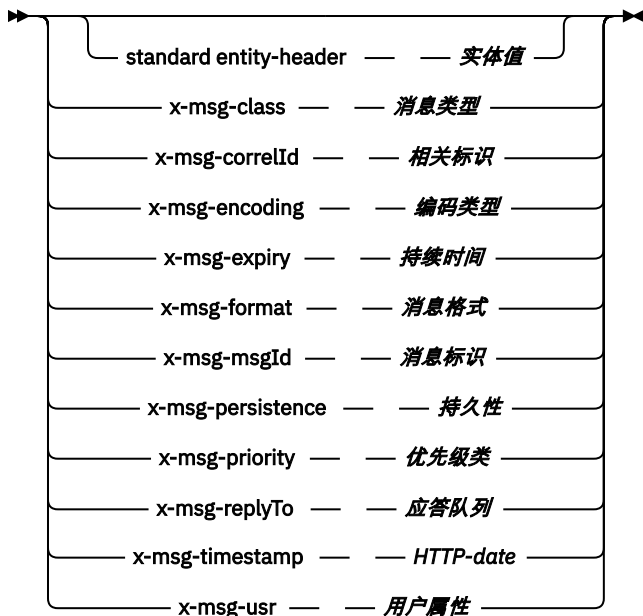 standard entity-header 实体值
x-msg-class 消息类型
x-msg-correlId 相关标识
x-msg-encoding 编码类型
x-msg-expiry 持续时间
x-msg-format 消息格式
x-msg-msgId 消息标识
x-msg-persistence 持久性
x-msg-priority 优先级类
x-msg-replyTo 应答队列
x-msg-timestamp HTTP-date
x-msg-usr 用户属性